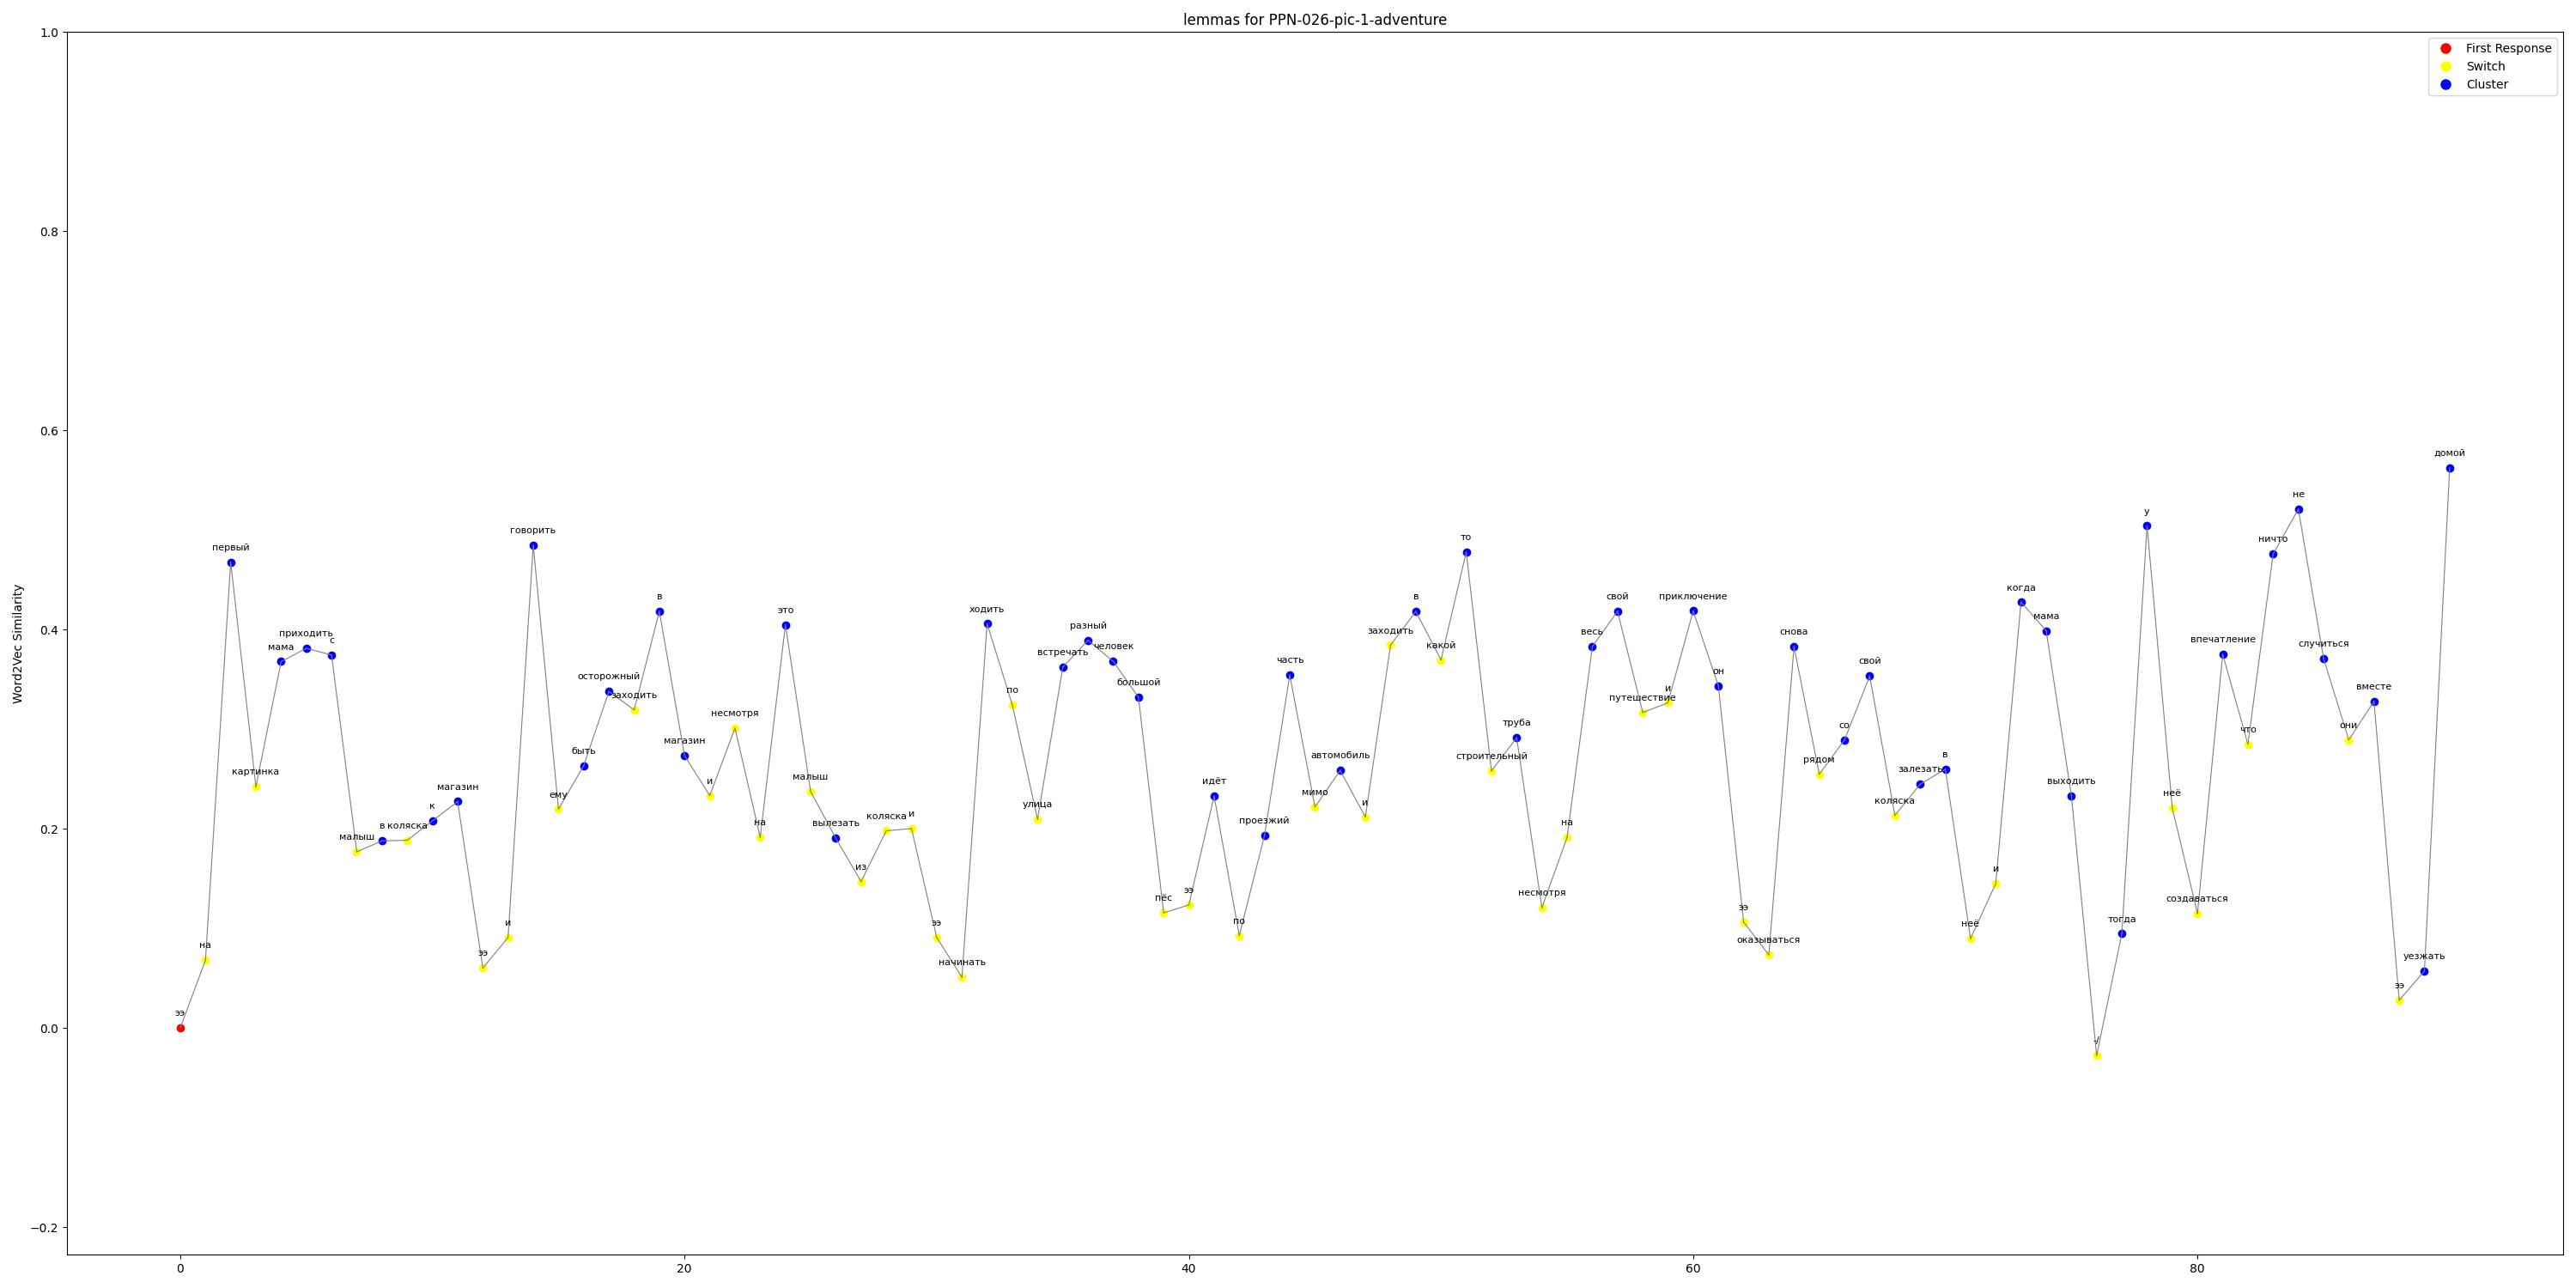 lemmas for PPN-026-pic-1-adventure
Word2Vec Similarity
1.0
0.8
0.6
0.4
0.2
0.0
−0.2
0
20
40
60
80
First Response
Switch
Cluster
ээ
на
первый
картинка
мама
приходить
с
малыш
в
коляска
к
магазин
ээ
и
говорить
ему
быть
осторожный
заходить
в
магазин
и
несмотря
на
это
малыш
вылезать
из
коляска
и
ээ
начинать
ходить
по
улица
встречать
разный
человек
большой
пёс
ээ
идёт
по
проезжий
часть
мимо
автомобиль
и
заходить
в
какой
то
строительный
труба
несмотря
на
весь
свой
путешествие
и
приключение
он
ээ
оказываться
снова
рядом
со
свой
коляска
залезать
в
неё
и
когда
мама
выходить
-/
тогда
у
неё
создаваться
впечатление
что
ничто
не
случиться
они
вместе
ээ
уезжать
домой